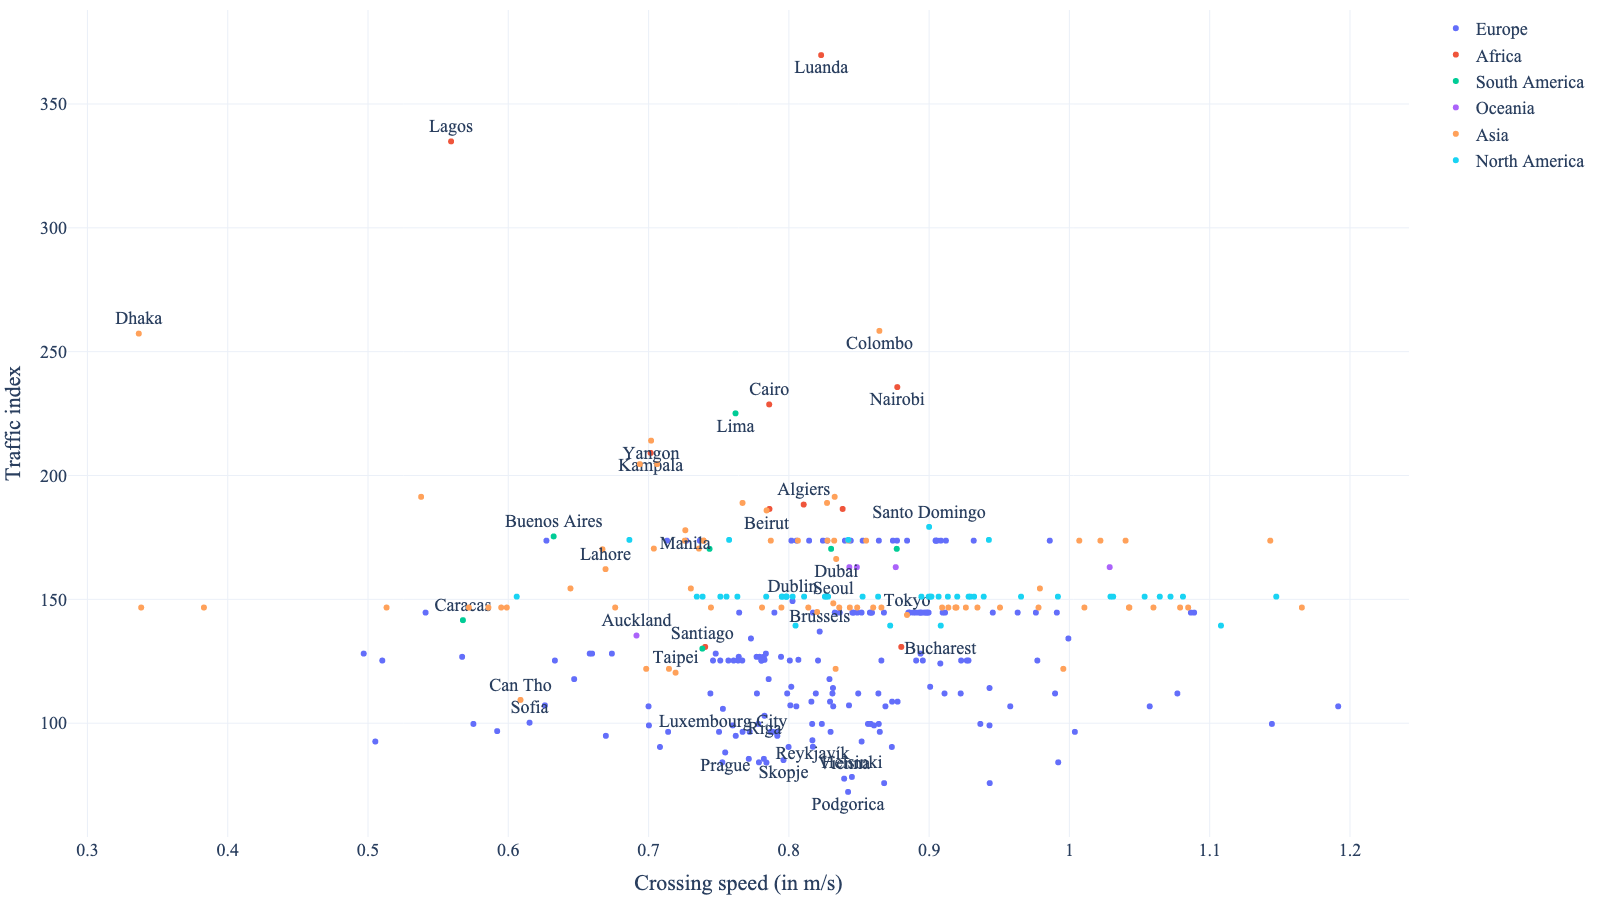 Luanda
Europe
Africa
South America
Oceania
Asia
North America
350
Lagos
300
Dhaka
250
Colombo
Cairo
Nairobi
Lima
Yangon
Kampala
200
Algiers
Beirut
Santo Domingo
Buenos Aires
Manila
Lahore
Dubai
Dublin
Seoul
150
Caracas
Tokyo
Brussels
Auckland
Santiago
Bucharest
Taipei
Can Tho
Sofia
100
Luxembourg City
Riga
Reykjavik
Helsinki
Vienna
Prague
Skopje
Podgorica
Traffic index
0.3
0.4
0.5
0.6
0.7
0.8
0.9
1
1.1
1.2
Crossing speed (in m/s)